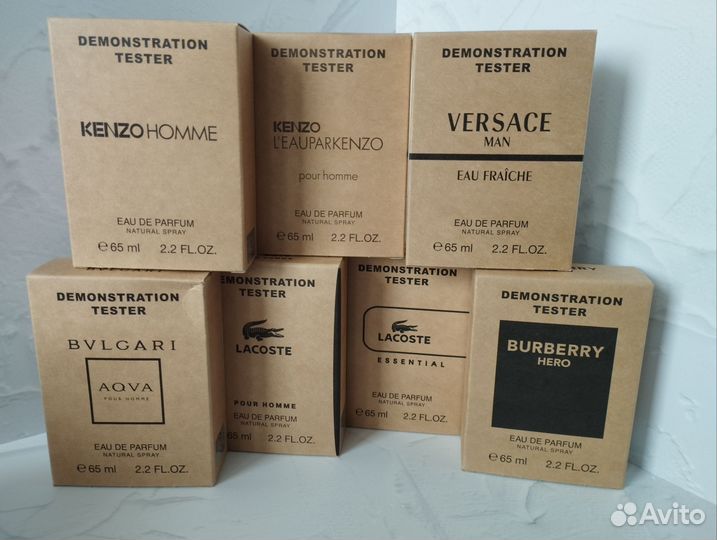 DEMONSTRATION
TESTER
KENZO HOMME
EAU DE PARFUM
NATURAL SPRAY
℮ 65 ml 2.2 FL.OZ.
DEMONSTRATION
TESTER
KENZO
L'EAUPARKENZO
pour homme
EAU DE PARFUM
NATURAL SPRAY
℮ 65 ml 2.2 FL.OZ.
DEMONSTRATION
TESTER
VERSACE
MAN
EAU FRAÎCHE
EAU DE PARFUM
NATURAL SPRAY
℮ 65 ml 2.2 FL.OZ.
BVLGARI
DEMONSTRATION
TESTER
BVLGARI
AQVA
POUR HOMME
EAU DE PARFUM
NATURAL SPRAY
℮ 65 ml 2.2 FL.OZ.
DEMONSTRATION
TESTER
LACOSTE
POUR HOMME
EAU DE PARFUM
NATURAL SPRAY
℮ 65 ml 2.2 FL.OZ.
DEMONSTRATION
TESTER
LACOSTE
ESSENTIAL
EAU DE PARFUM
NATURAL SPRAY
℮ 65 ml 2.2 FL.OZ.
BURBERRY
DEMONSTRATION
TESTER
BURBERRY
HERO
EAU DE PARFUM
NATURAL SPRAY
℮ 65 ml 2.2 FL.OZ.
Avito